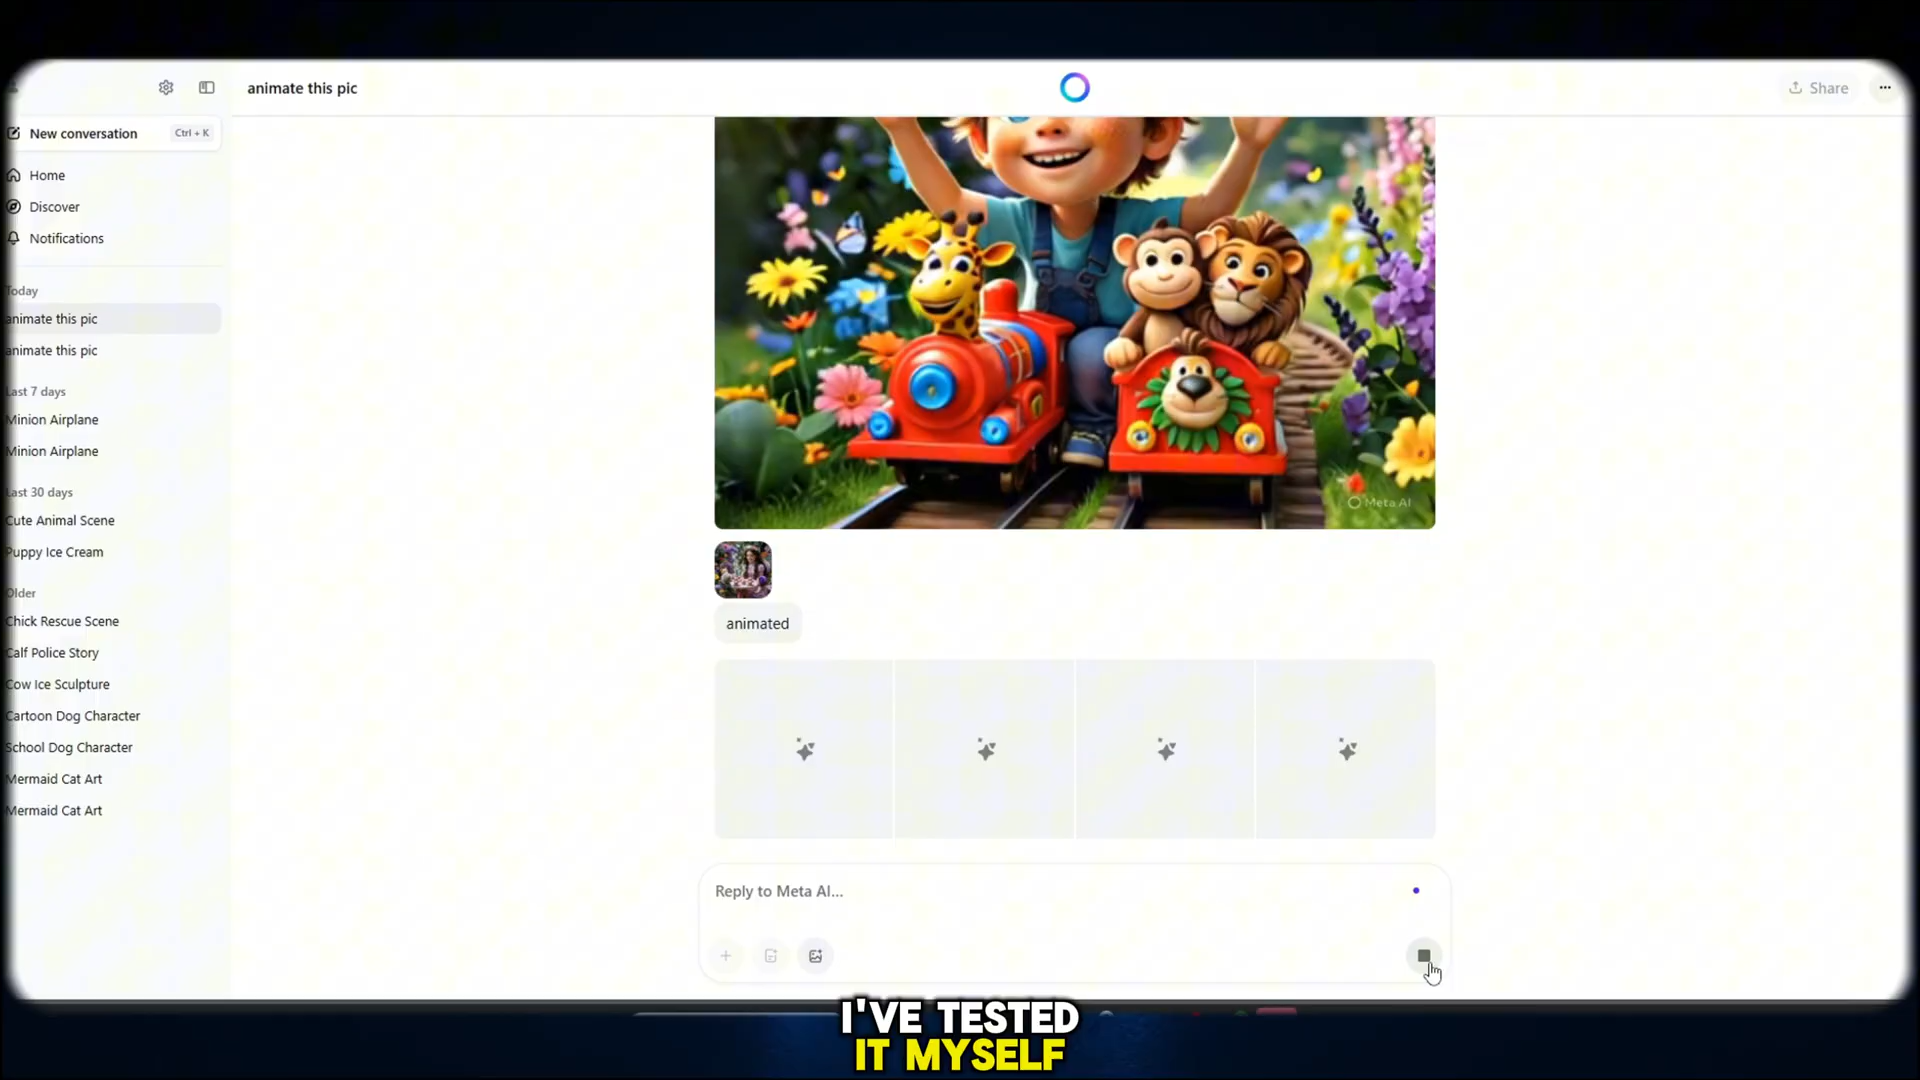 animate this pic
Share
New conversation
Ctrl + K
Home
Discover
Notifications
Today
animate this pic
animate this pic
Last 7 days
Minion Airplane
Minion Airplane
Last 30 days
Cute Animal Scene
Puppy Ice Cream
Older
Chick Rescue Scene
Calf Police Story
Cow Ice Sculpture
Cartoon Dog Character
School Dog Character
Mermaid Cat Art
Mermaid Cat Art
Meta AI
animated
Reply to Meta AI...
I'VE TESTED
IT MYSELF